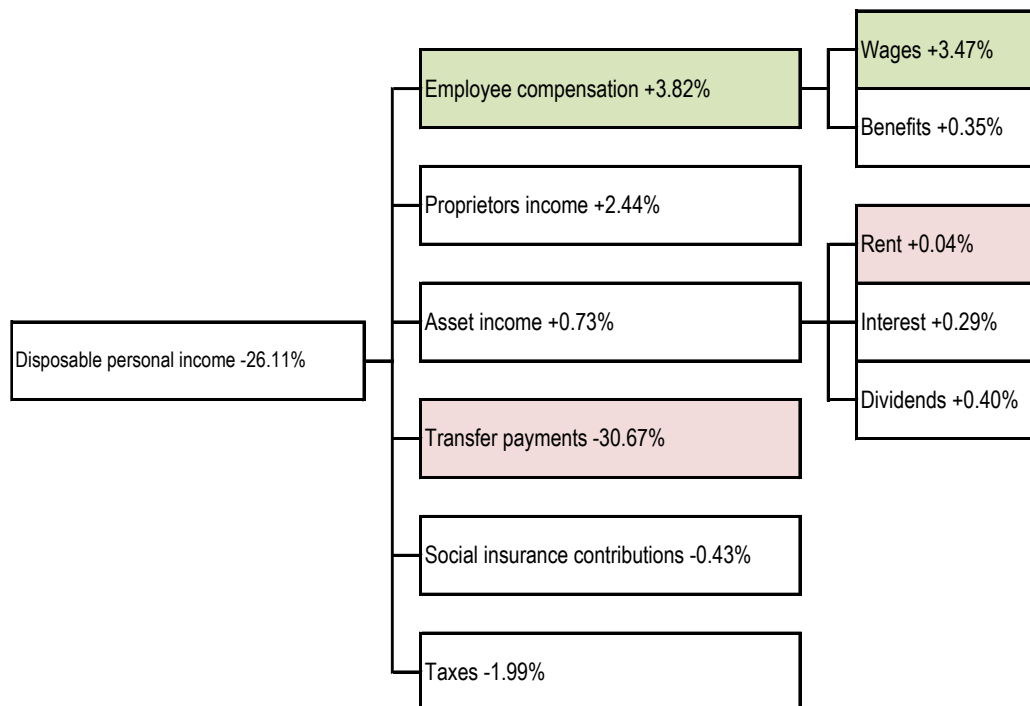 Disposable personal income -26.11%
Employee compensation +3.82%
Wages +3.47%
Benefits +0.35%
Proprietors income +2.44%
Asset income +0.73%
Rent +0.04%
Interest +0.29%
Dividends +0.40%
Transfer payments -30.67%
Social insurance contributions -0.43%
Taxes -1.99%